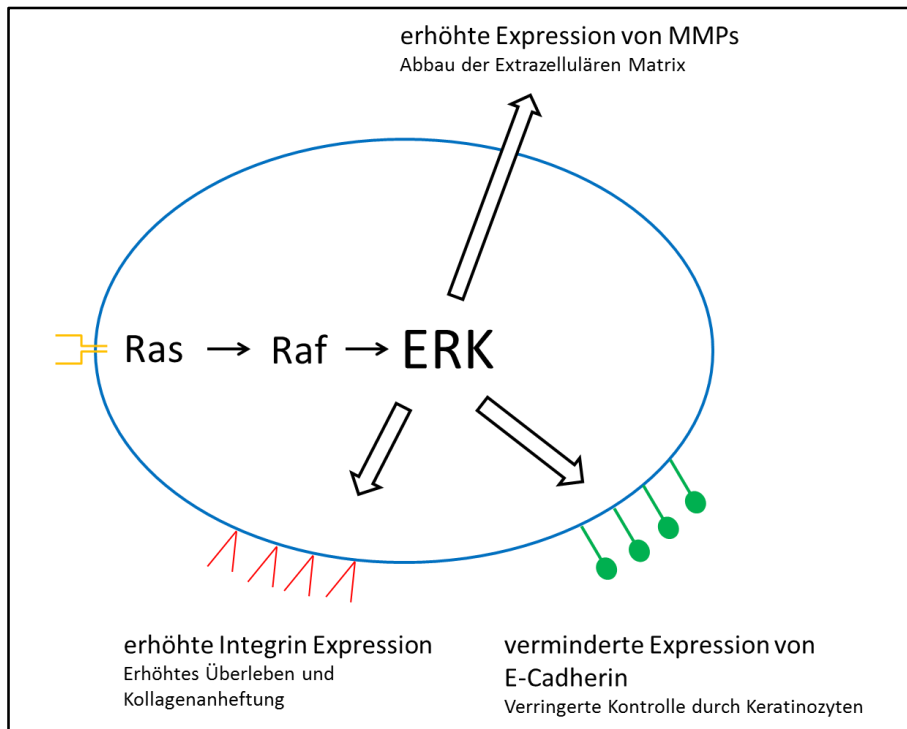 erhöhte Expression von MMPs
Abbau der Extrazellulären Matrix
Ras → Raf → ERK
erhöhte Integrin Expression
Erhöhtes Überleben und
Kollagenanheftung
verminderte Expression von
E-Cadherin
Verringerte Kontrolle durch Keratinozyten